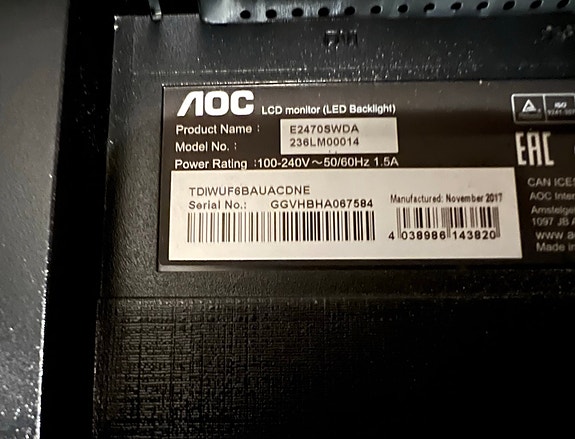 AOC LCD monitor (LED Backlight)
Product Name : E2470SWDA
Model No. : 236LM00014
Power Rating :100-240V~50/60Hz 1.5A
TDIWUF6BAUACDNE
Serial No.: GGVHBHA067584
Manufactured: November 2017
4 038986 143820
ISO
EAC
CAN ICES
AOC Inter
Amstelge
1097 JB A
www.a
Made in